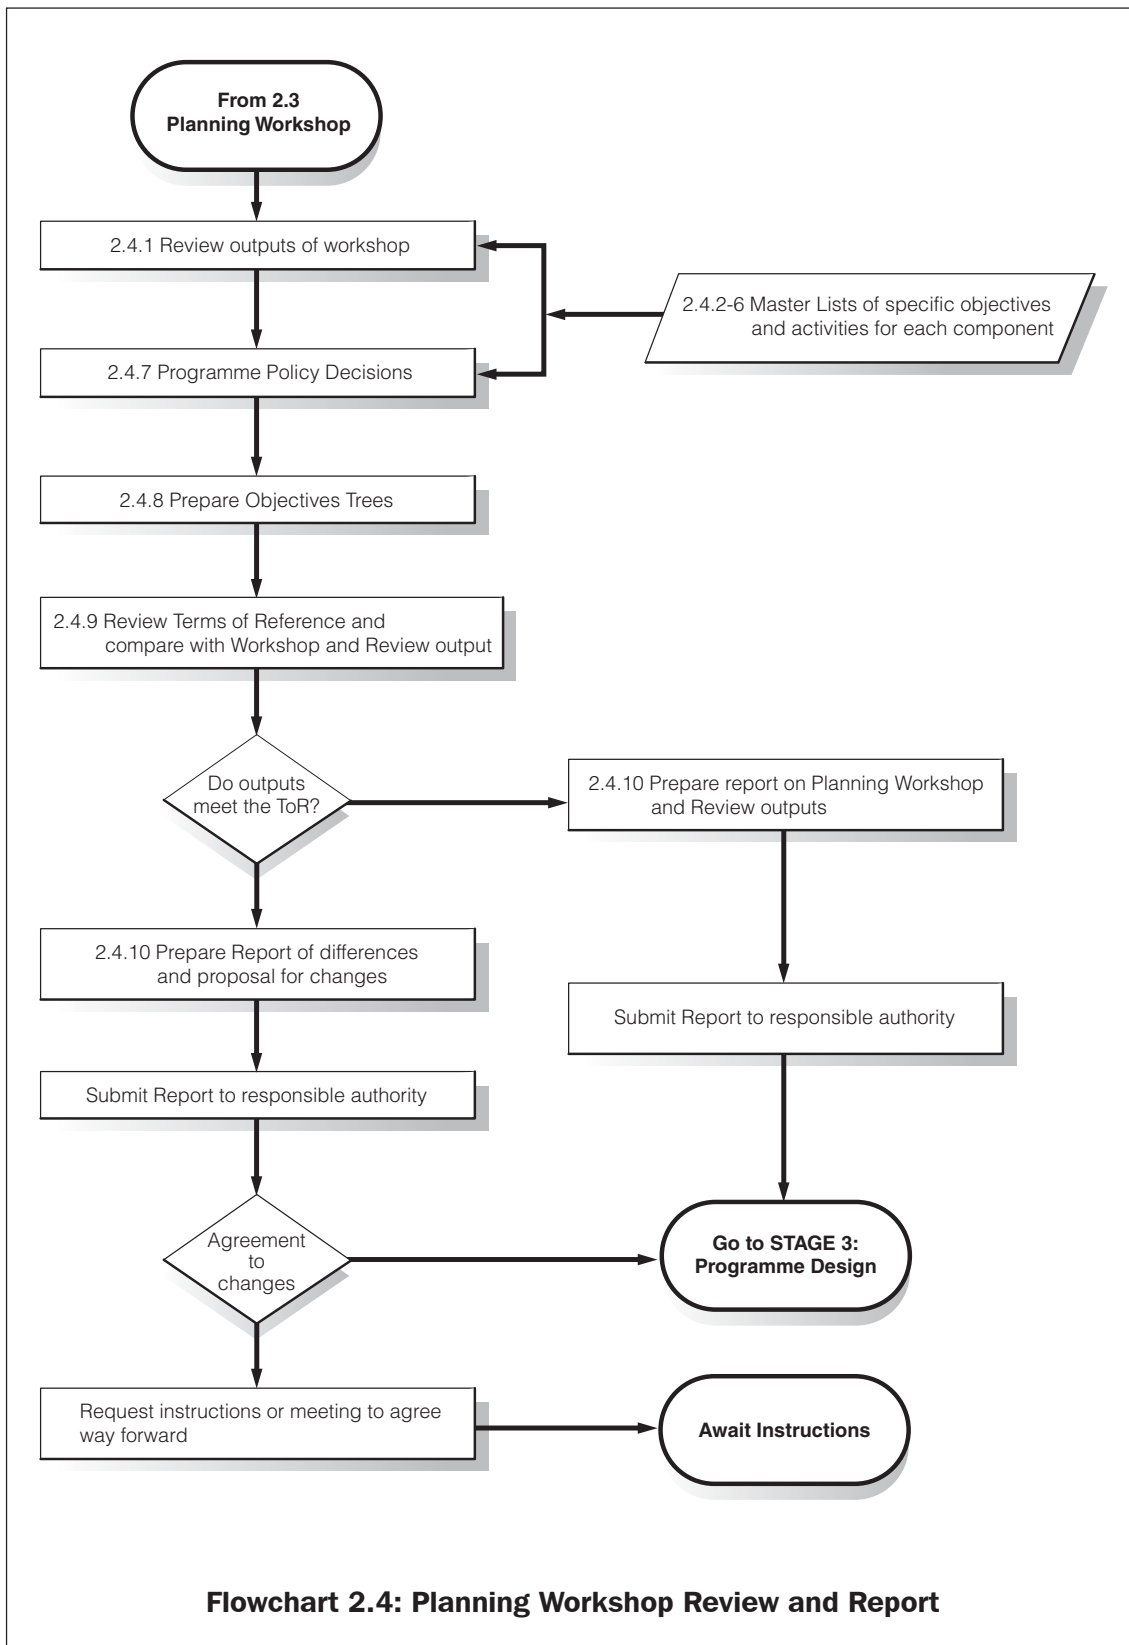 From 2.3
Planning Workshop
2.4.1 Review outputs of workshop
2.4.2-6 Master Lists of specific objectives
and activities for each component
2.4.7 Programme Policy Decisions
2.4.8 Prepare Objectives Trees
2.4.9 Review Terms of Reference and
compare with Workshop and Review output
Do outputs
meet the ToR?
2.4.10 Prepare report on Planning Workshop
and Review outputs
2.4.10 Prepare Report of differences
and proposal for changes
Submit Report to responsible authority
Submit Report to responsible authority
Agreement
to
changes
Go to STAGE 3:
Programme Design
Request instructions or meeting to agree
way forward
Await Instructions
Flowchart 2.4: Planning Workshop Review and Report